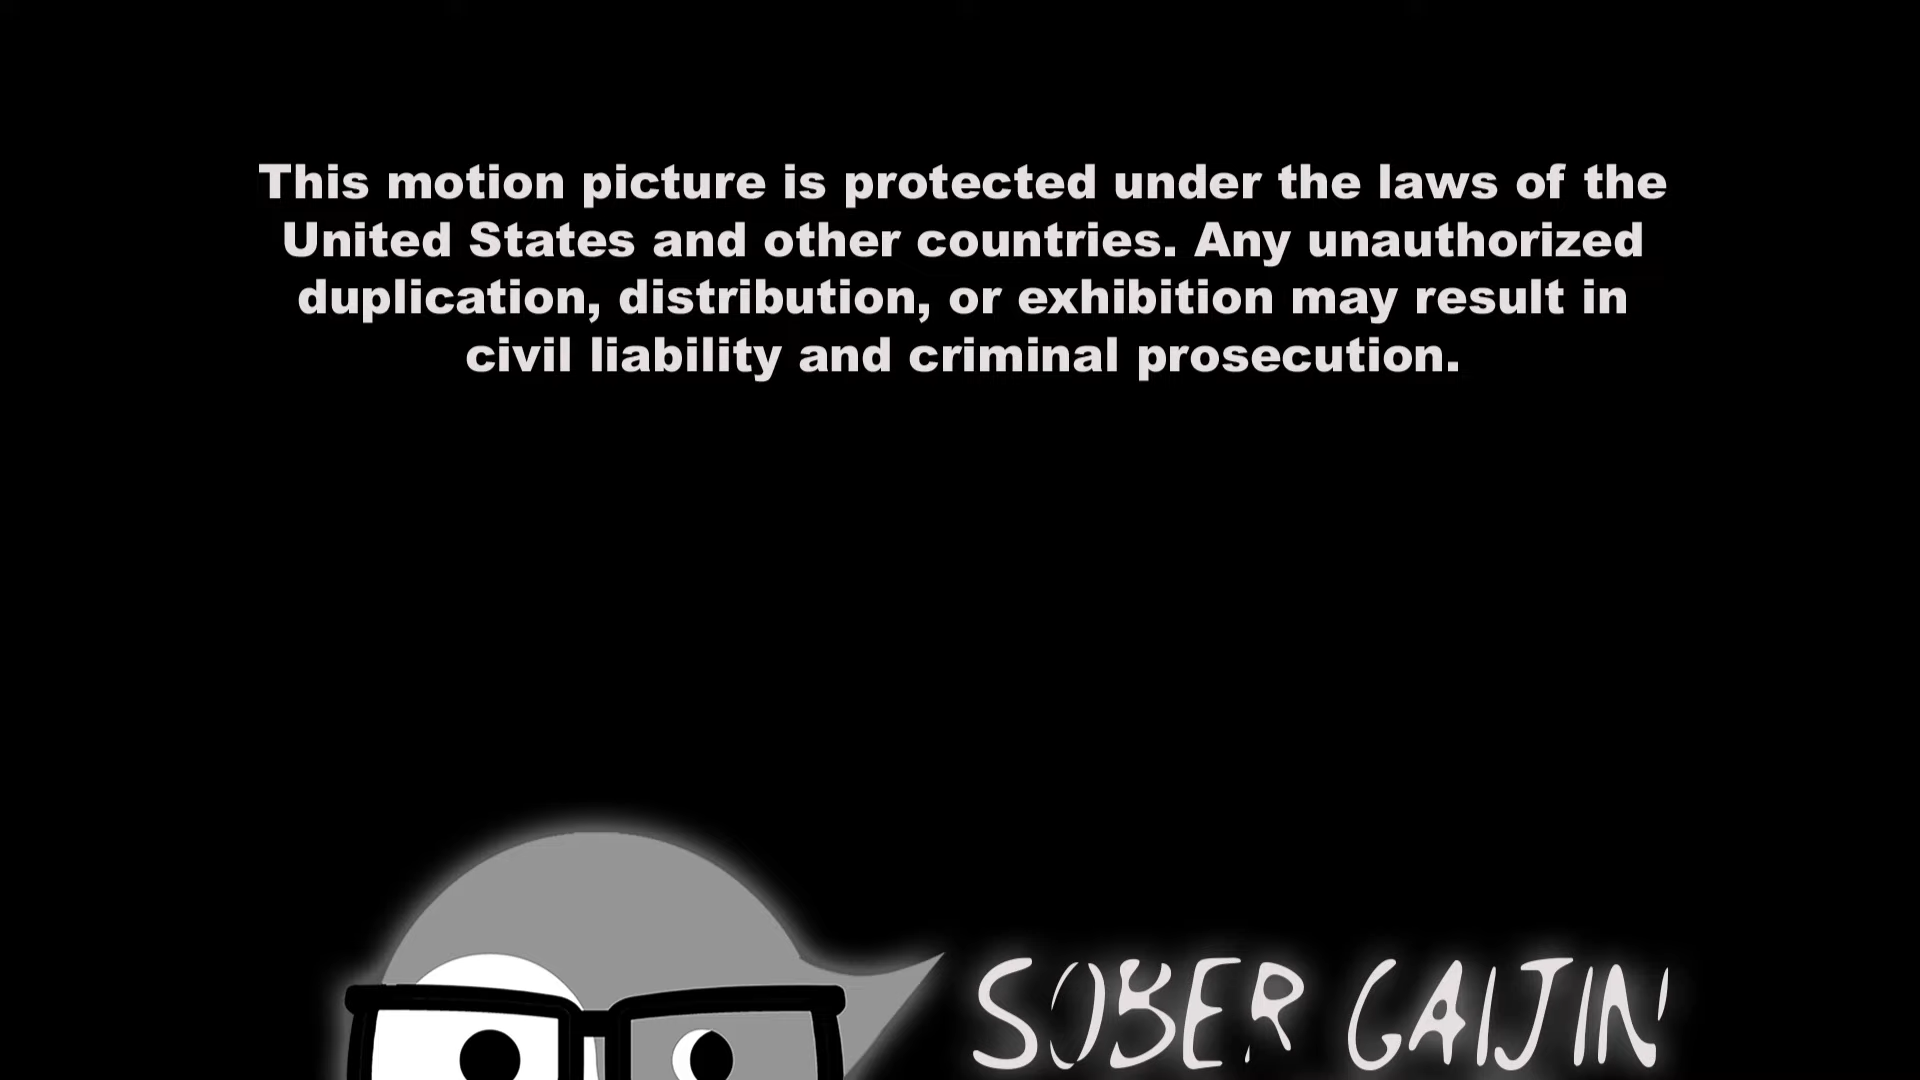 This motion picture is protected under the laws of the
United States and other countries. Any unauthorized
duplication, distribution, or exhibition may result in
civil liability and criminal prosecution.
SOBER GAIJIN